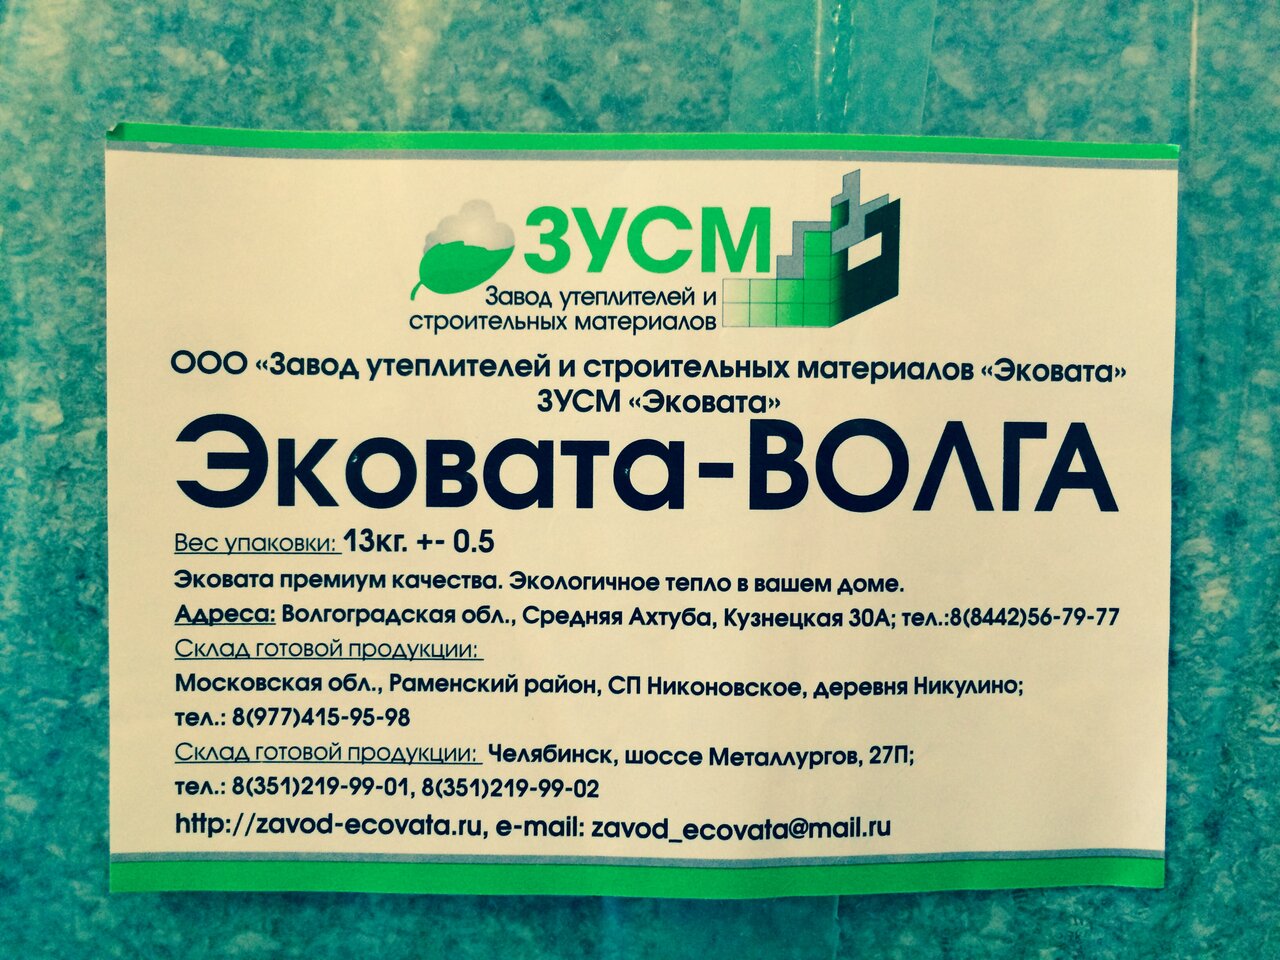 ЗУСМ
Завод утеплителей и
строительных материалов
ООО «Завод утеплителей и строительных материалов «Эковата»
ЗУСМ «Эковата»
Эковата-ВОЛГА
Вес упаковки: 13кг. +- 0.5
Эковата премиум качества. Экологичное тепло в вашем доме.
Адреса: Волгоградская обл., Средняя Ахтуба, Кузнецкая 30А; тел.:8(8442)56-79-77
Склад готовой продукции:
Московская обл., Раменский район, СП Никоновское, деревня Никулино;
тел.: 8(977)415-95-98
Склад готовой продукции: Челябинск, шоссе Металлургов, 27П;
тел.: 8(351)219-99-01, 8(351)219-99-02
http://zavod-ecovata.ru, e-mail: zavod_ecovata@mail.ru